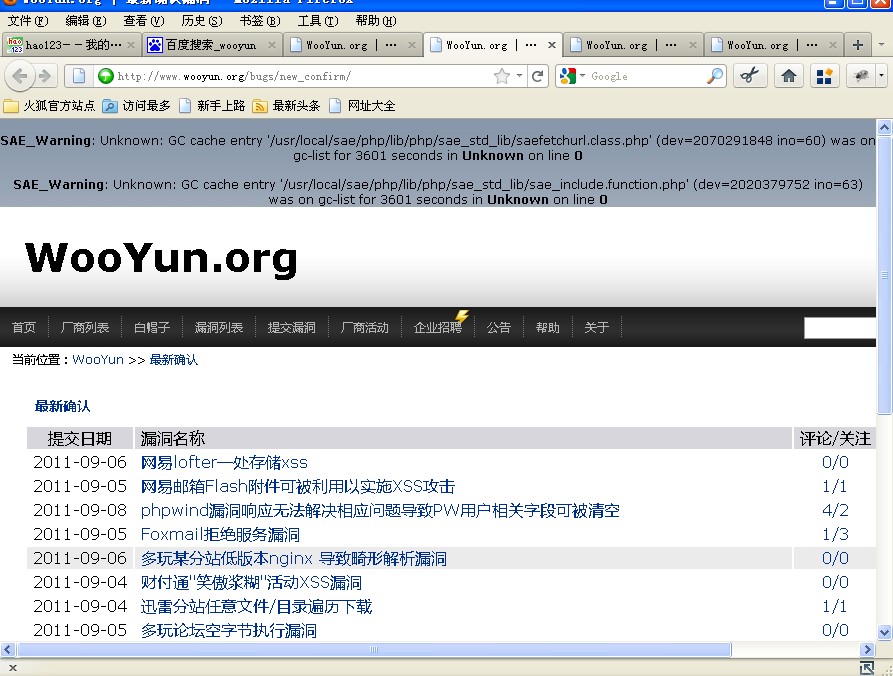 WooYun.org | 最新确认漏洞 - Mozilla Firefox
文件(F) 编辑(E) 查看(V) 历史(S) 书签(B) 工具(T) 帮助(H)
hao123--我的… 百度搜索_wooyun WooYun.org | … WooYun.org | … WooYun.org | … WooYun.org | …
http://www.wooyun.org/bugs/new_confirm/ Google
火狐官方站点 访问最多 新手上路 最新头条 网址大全
SAE_Warning: Unknown: GC cache entry '/usr/local/sae/php/lib/php/sae_std_lib/saefetchurl.class.php' (dev=2070291848 ino=60) was on
gc-list for 3601 seconds in Unknown on line 0
SAE_Warning: Unknown: GC cache entry '/usr/local/sae/php/lib/php/sae_std_lib/sae_include.function.php' (dev=2020379752 ino=63)
was on gc-list for 3601 seconds in Unknown on line 0
WooYun.org
首页 厂商列表 白帽子 漏洞列表 提交漏洞 厂商活动 企业招聘 公告 帮助 关于
当前位置：WooYun >> 最新确认
最新确认
提交日期 漏洞名称 评论/关注
2011-09-06 网易lofter一处存储xss 0/0
2011-09-05 网易邮箱Flash附件可被利用以实施XSS攻击 1/1
2011-09-08 phpwind漏洞响应无法解决相应问题导致PW用户相关字段可被清空 4/2
2011-09-05 Foxmail拒绝服务漏洞 1/3
2011-09-06 多玩某分站低版本nginx 导致畸形解析漏洞 0/0
2011-09-04 财付通"笑傲浆糊"活动XSS漏洞 0/0
2011-09-04 迅雷分站任意文件/目录遍历下载 1/1
2011-09-05 多玩论坛空字节执行漏洞 0/0